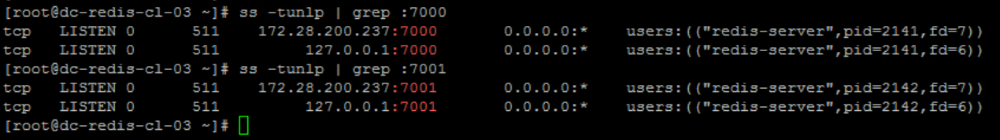 [root@dc-redis-cl-03 ~]# ss -tunlp | grep :7000
tcp   LISTEN 0      511    172.28.200.237:7000      0.0.0.0:*    users:(("redis-server",pid=2141,fd=7))
tcp   LISTEN 0      511         127.0.0.1:7000      0.0.0.0:*    users:(("redis-server",pid=2141,fd=6))
[root@dc-redis-cl-03 ~]# ss -tunlp | grep :7001
tcp   LISTEN 0      511    172.28.200.237:7001      0.0.0.0:*    users:(("redis-server",pid=2142,fd=7))
tcp   LISTEN 0      511         127.0.0.1:7001      0.0.0.0:*    users:(("redis-server",pid=2142,fd=6))
[root@dc-redis-cl-03 ~]#